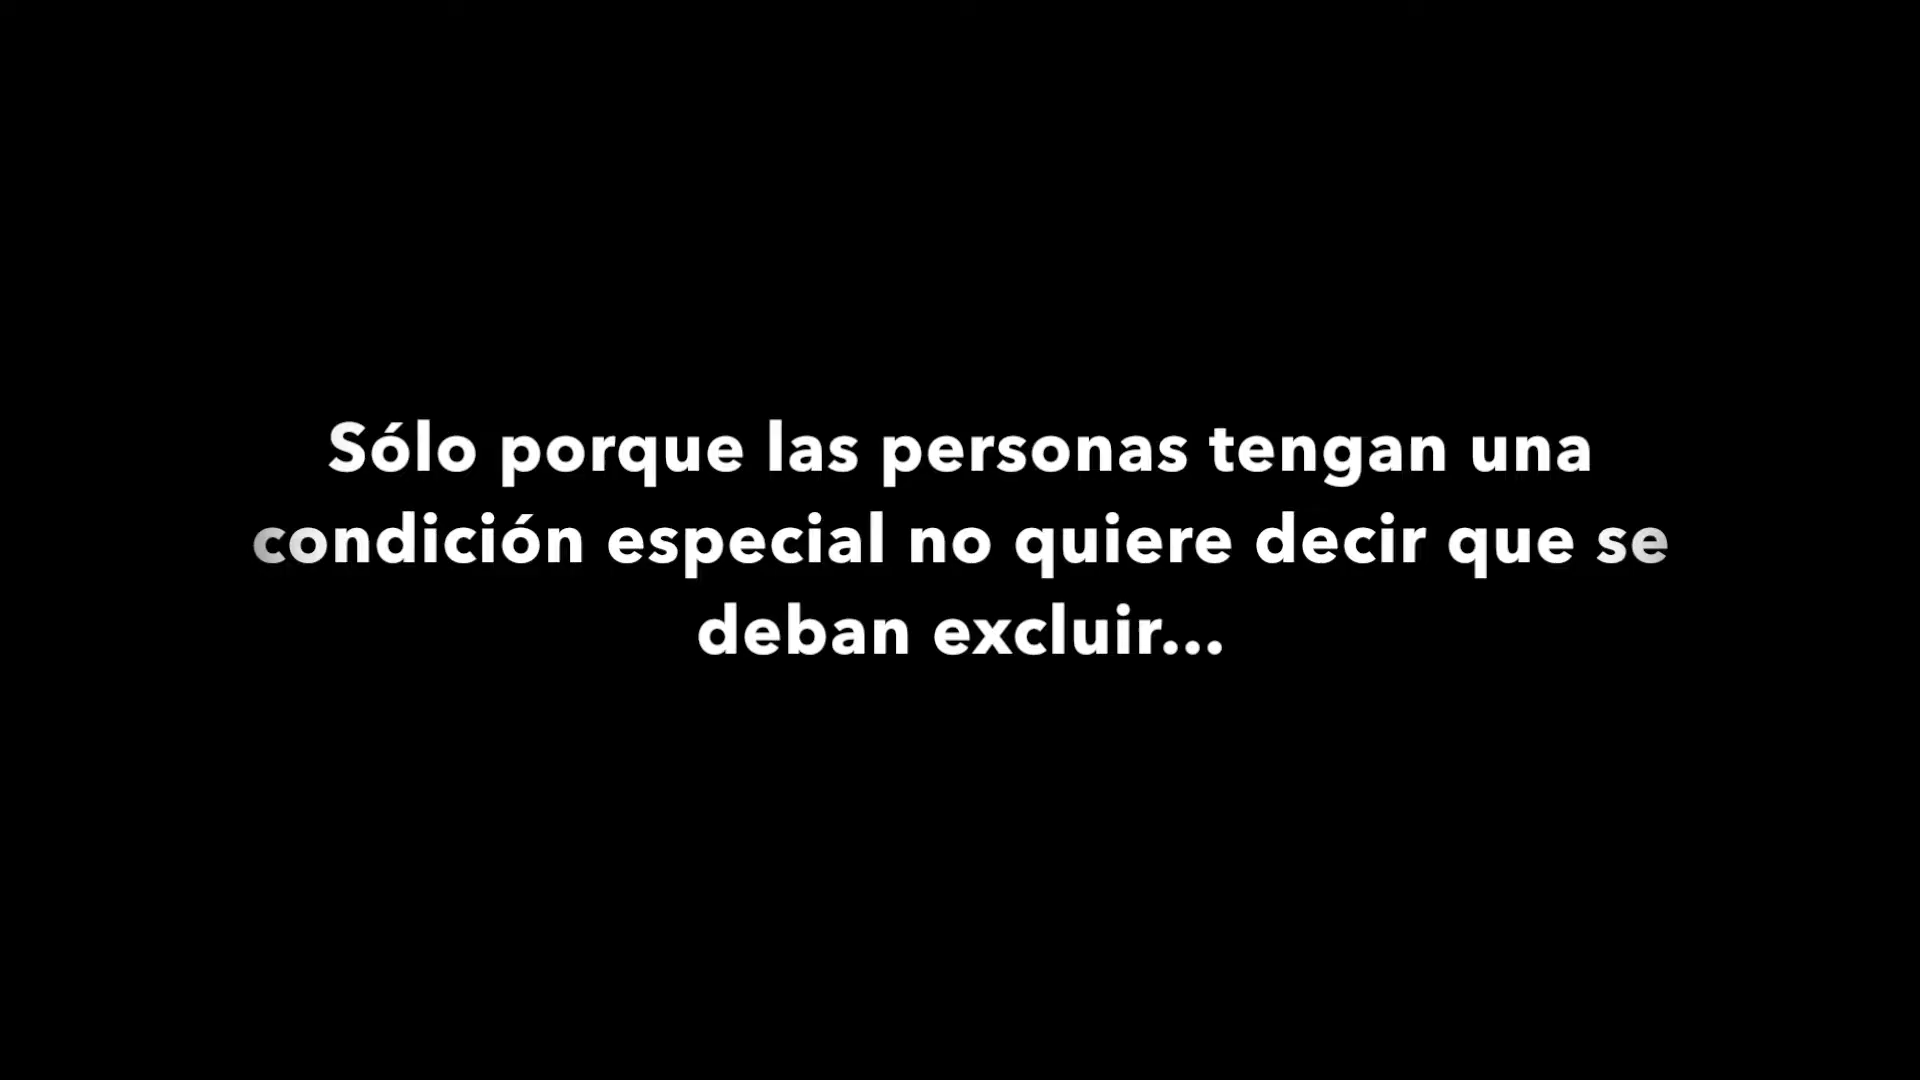 Sólo porque las personas tengan una
condición especial no quiere decir que se
deban excluir...